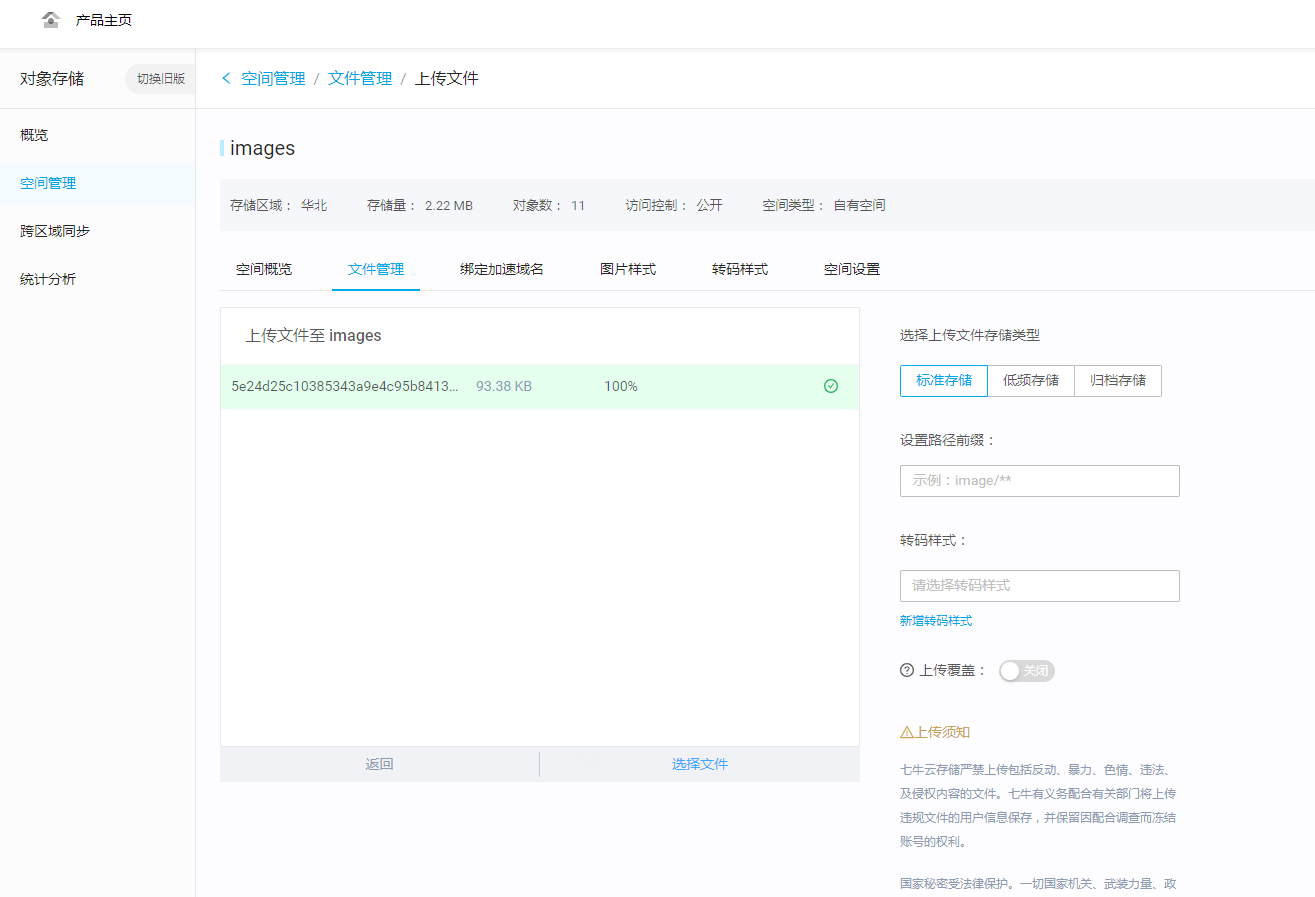 产品主页
对象存储
切换旧版
概览
空间管理
跨区域同步
统计分析
空间管理 / 文件管理 / 上传文件
images
存储区域： 华北 存储量： 2.22 MB 对象数： 11 访问控制： 公开 空间类型： 自有空间
空间概览 文件管理 绑定加速域名 图片样式 转码样式 空间设置
上传文件至 images
5e24d25c10385343a9e4c95b8413... 93.38 KB 100%
返回 选择文件
选择上传文件存储类型
标准存储 低频存储 归档存储
设置路径前缀：
示例：image/**
转码样式：
请选择转码样式
新增转码样式
上传覆盖： 关闭
上传须知
七牛云存储严禁上传包括反动、暴力、色情、违法、
及侵权内容的文件。七牛有义务配合有关部门将上传
违规文件的用户信息保存，并保留因配合调查而冻结
账号的权利。
国家秘密受法律保护。一切国家机关、武装力量、政